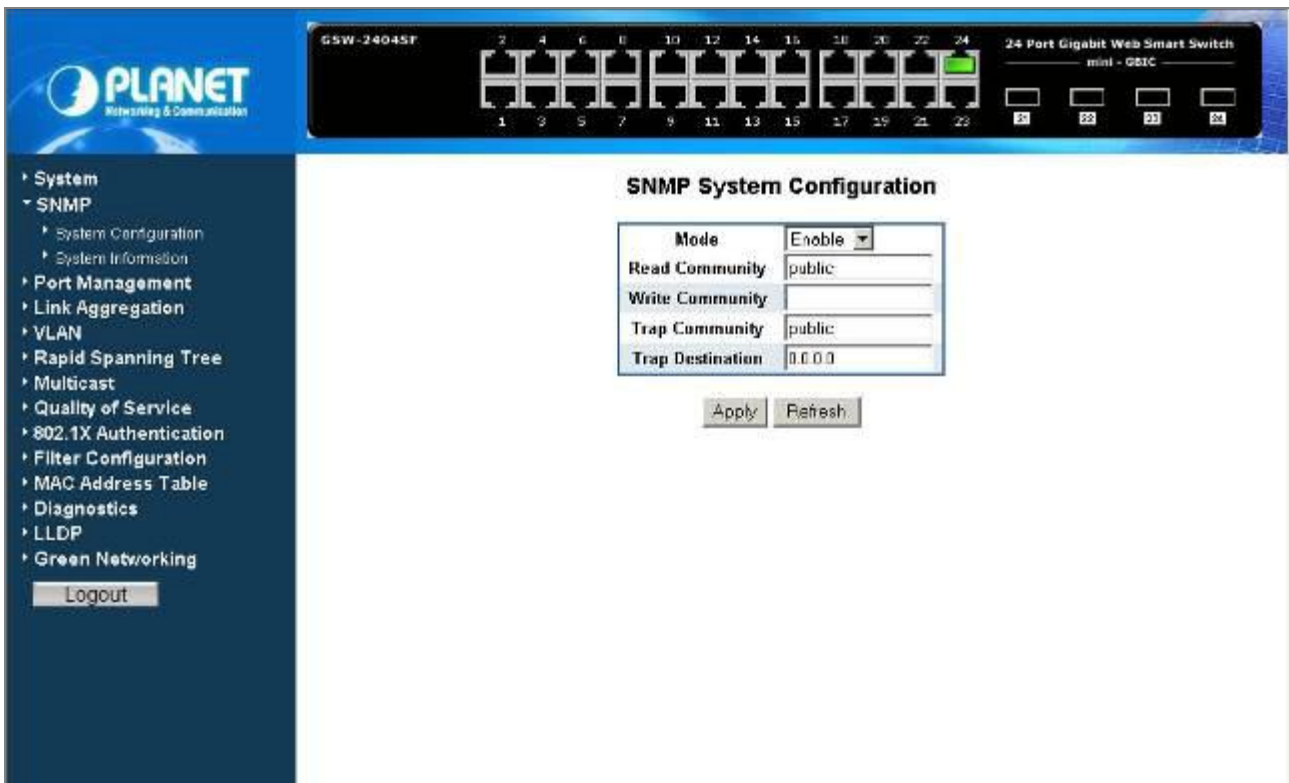 PLANET
Networking & Communication
GSW-2404SF
2 4 6 8 10 12 14 16 18 20 22 24
1 3 5 7 9 11 13 15 17 19 21 23
24 Port Gigabit Web Smart Switch
mini - GBIC
21 22 23 24
System
SNMP
System Configuration
System Information
Port Management
Link Aggregation
VLAN
Rapid Spanning Tree
Multicast
Quality of Service
802.1X Authentication
Filter Configuration
MAC Address Table
Diagnostics
LLDP
Green Networking
Logout
SNMP System Configuration
Mode Enable
Read Community public
Write Community
Trap Community public
Trap Destination 0.0.0.0
Apply Refresh